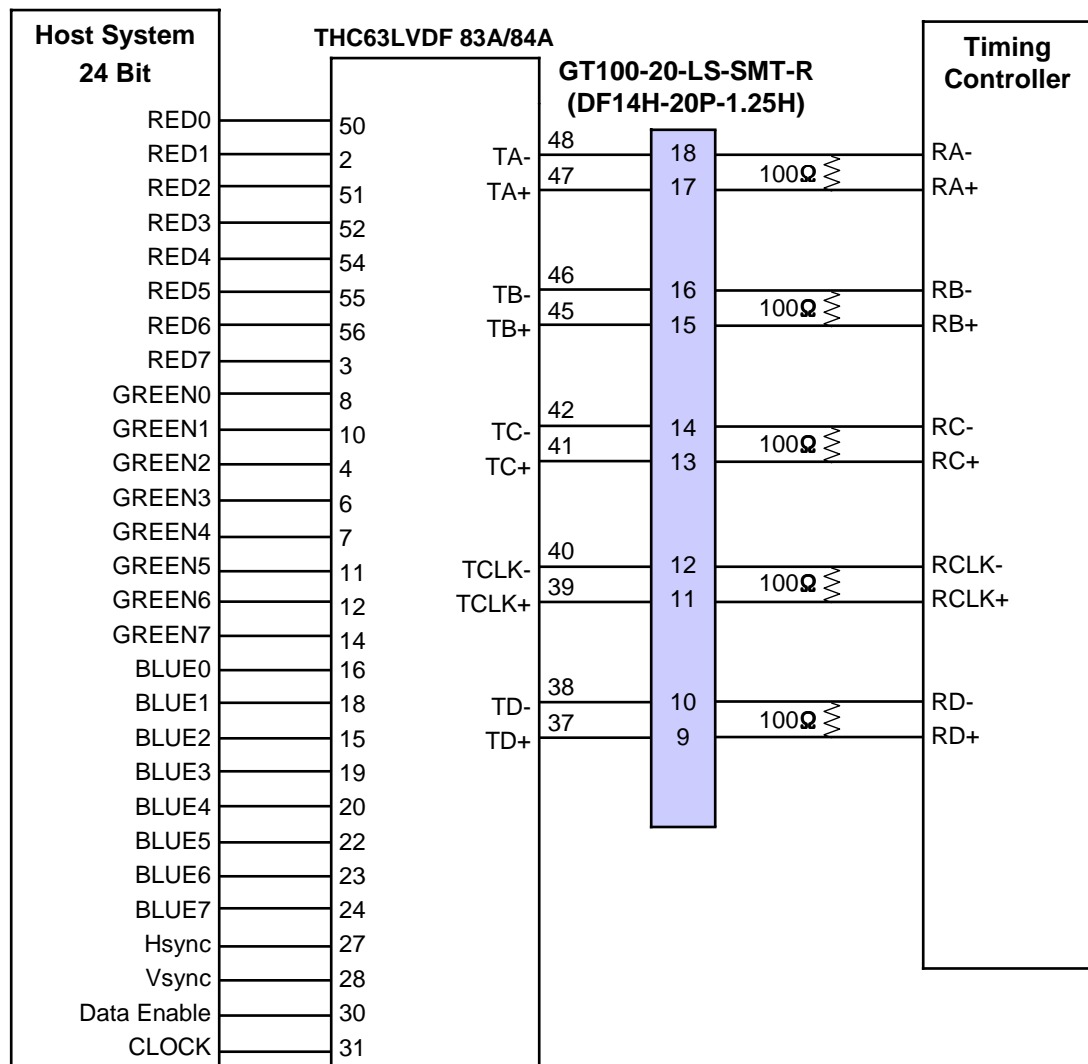 Host System
24 Bit
THC63LVDF 83A/84A
GT100-20-LS-SMT-R
(DF14H-20P-1.25H)
Timing
Controller
RED0 50
RED1 2
RED2 51
RED3 52
RED4 54
RED5 55
RED6 56
RED7 3
GREEN0 8
GREEN1 10
GREEN2 4
GREEN3 6
GREEN4 7
GREEN5 11
GREEN6 12
GREEN7 14
BLUE0 16
BLUE1 18
BLUE2 15
BLUE3 19
BLUE4 20
BLUE5 22
BLUE6 23
BLUE7 24
Hsync 27
Vsync 28
Data Enable 30
CLOCK 31
TA- 48 18 RA-
100Ω
TA+ 47 17 RA+
TB- 46 16 RB-
100Ω
TB+ 45 15 RB+
TC- 42 14 RC-
100Ω
TC+ 41 13 RC+
TCLK- 40 12 RCLK-
100Ω
TCLK+ 39 11 RCLK+
TD- 38 10 RD-
100Ω
TD+ 37 9 RD+